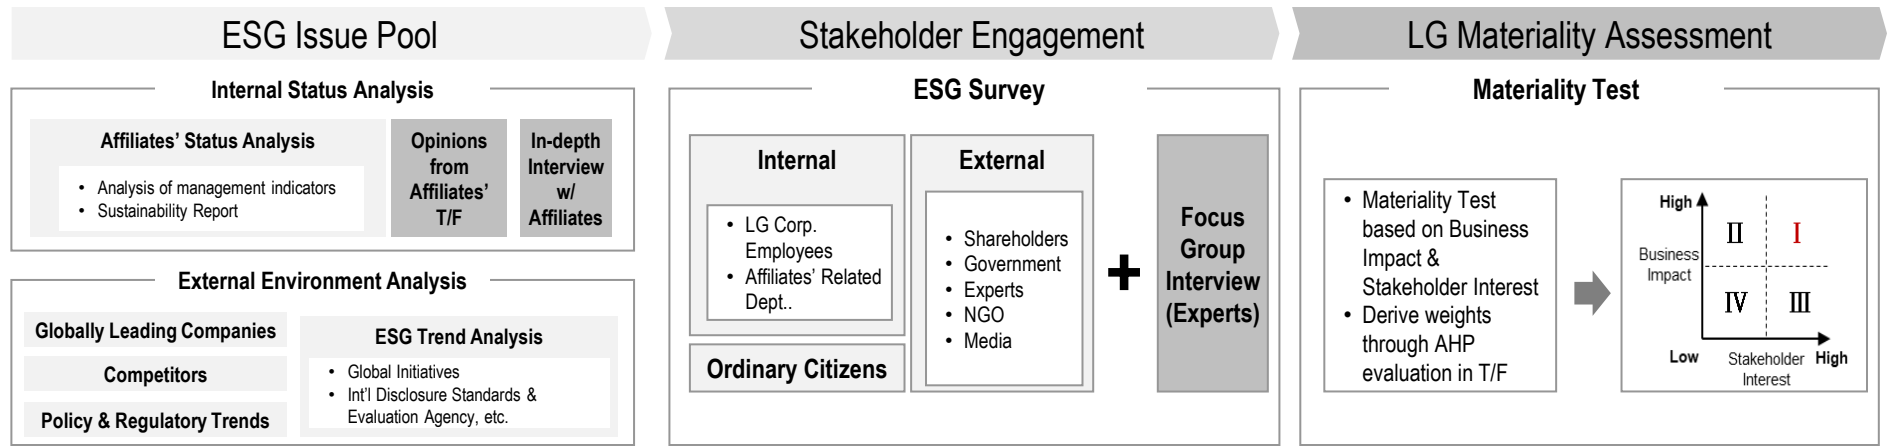 ESG Issue Pool
Stakeholder Engagement
LG Materiality Assessment
Internal Status Analysis
Affiliates’ Status Analysis
• Analysis of management indicators
• Sustainability Report
Opinions
from
Affiliates’
T/F
In-depth
Interview
w/
Affiliates
External Environment Analysis
Globally Leading Companies
Competitors
Policy & Regulatory Trends
ESG Trend Analysis
• Global Initiatives
• Int’l Disclosure Standards &
Evaluation Agency, etc.
ESG Survey
Internal
• LG Corp.
Employees
• Affiliates’ Related
Dept..
Ordinary Citizens
External
• Shareholders
• Government
• Experts
• NGO
• Media
+
Focus
Group
Interview
(Experts)
Materiality Test
• Materiality Test
based on Business
Impact &
Stakeholder Interest
• Derive weights
through AHP
evaluation in T/F
High
Business
Impact
II
I
IV
III
Low
Stakeholder
Interest
High